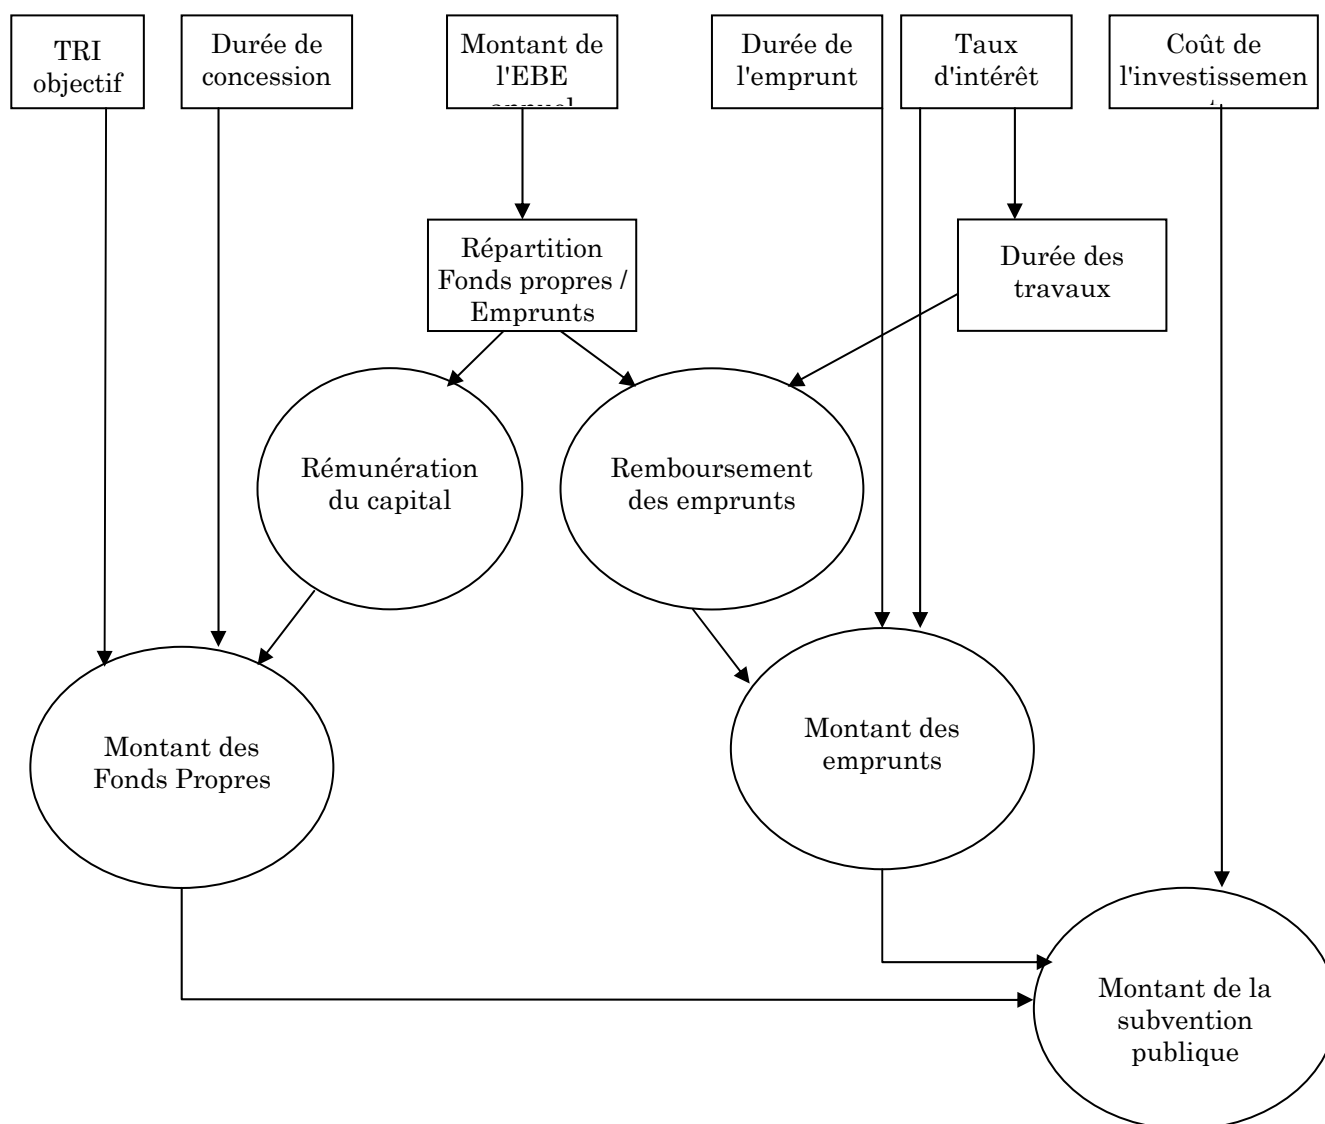 TRI
objectif
Durée de
concession
Montant de
l'EBE
Durée de
l'emprunt
Taux
d'intérêt
Coût de
l'investissemen
Répartition
Fonds propres /
Emprunts
Durée des
travaux
Rémunération
du capital
Remboursement
des emprunts
Montant des
Fonds Propres
Montant des
emprunts
Montant de la
subvention
publique